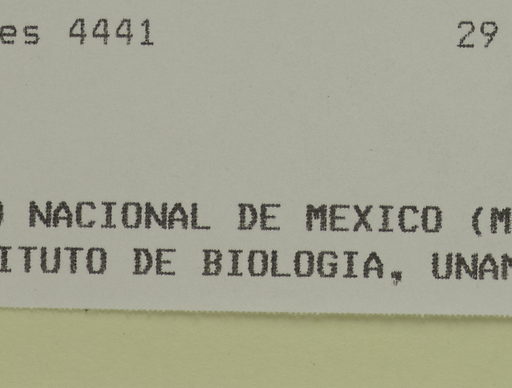 es 4441 29
NACIONAL DE MEXICO (M
ITUTO DE BIOLOGIA, UNAM